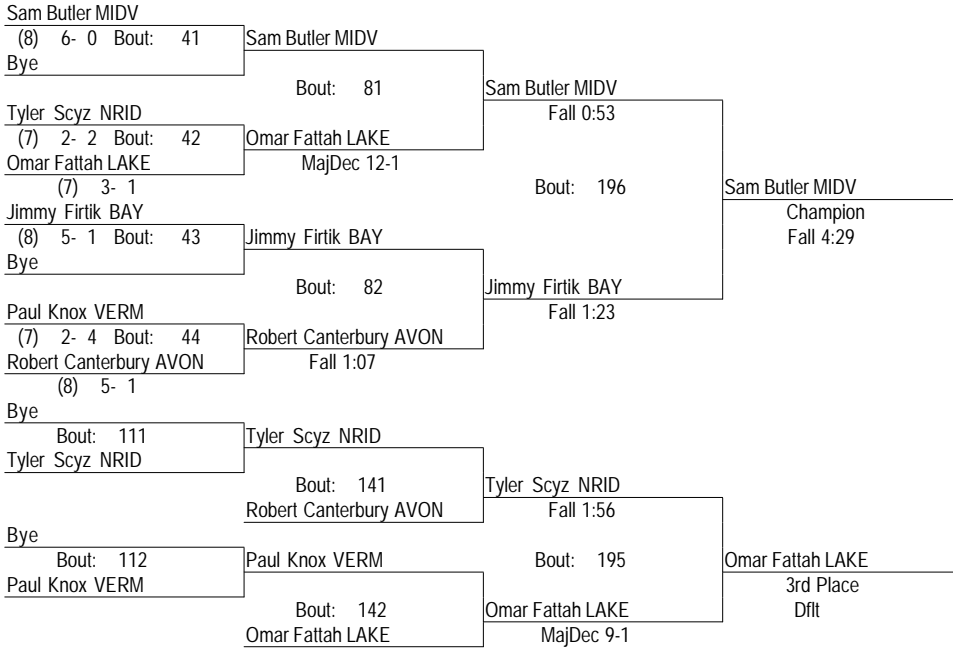 Sam Butler MIDV
(8) 6- 0 Bout: 41 Sam Butler MIDV
Bye
Bout: 81 Sam Butler MIDV
Tyler Scyz NRID Fall 0:53
(7) 2- 2 Bout: 42 Omar Fattah LAKE
Omar Fattah LAKE MajDec 12-1
(7) 3- 1 Bout: 196 Sam Butler MIDV
Jimmy Firtik BAY Champion
(8) 5- 1 Bout: 43 Jimmy Firtik BAY Fall 4:29
Bye
Bout: 82 Jimmy Firtik BAY
Paul Knox VERM Fall 1:23
(7) 2- 4 Bout: 44 Robert Canterbury AVON
Robert Canterbury AVON Fall 1:07
(8) 5- 1
Bye
Bout: 111 Tyler Scyz NRID
Tyler Scyz NRID
Bout: 141 Tyler Scyz NRID
Robert Canterbury AVON Fall 1:56
Bye
Bout: 112 Paul Knox VERM Bout: 195 Omar Fattah LAKE
Paul Knox VERM 3rd Place
Bout: 142 Omar Fattah LAKE Dflt
Omar Fattah LAKE MajDec 9-1